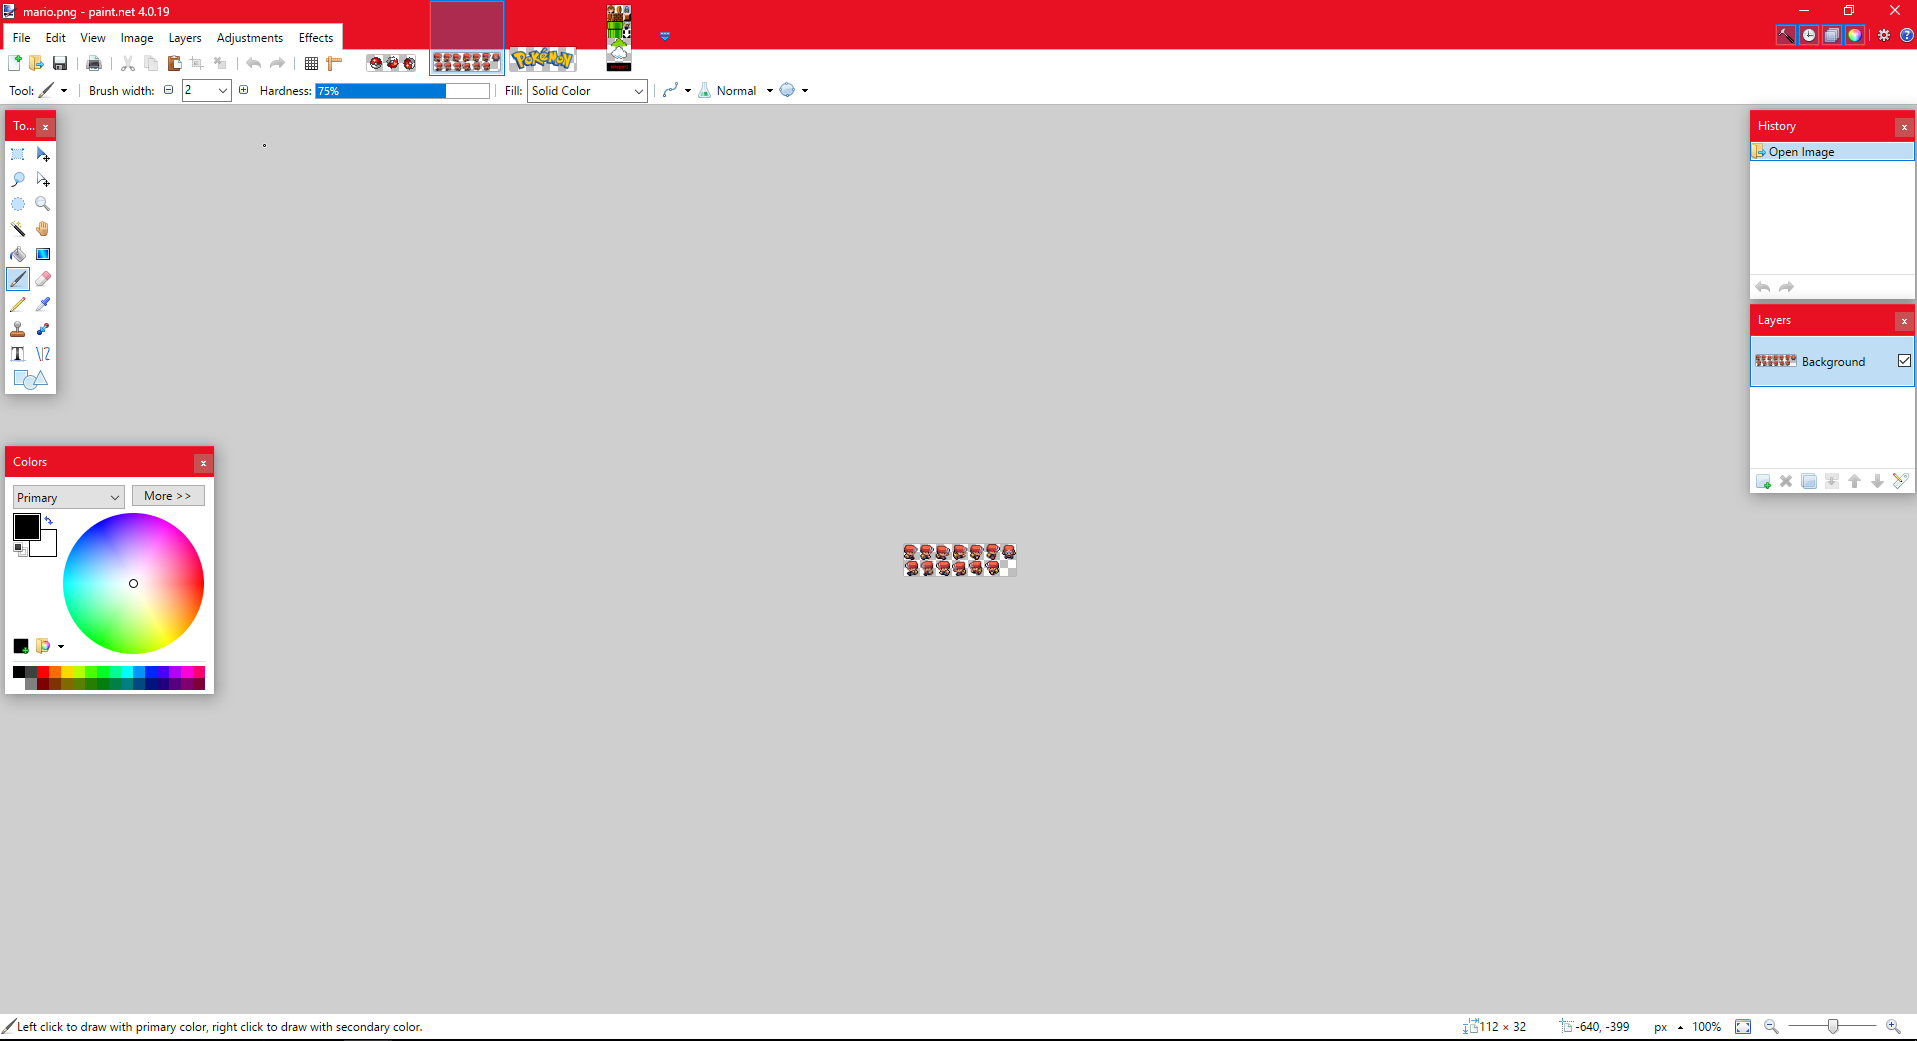 mario.png - paint.net 4.0.19
File Edit View Image Layers Adjustments Effects
POKéMON
Tool: Brush width: 2 Hardness: 75% Fill: Solid Color Normal
To... x
History x
Open Image
Layers x
Background
Colors x
Primary More >>
Left click to draw with primary color, right click to draw with secondary color.
112 × 32 -640, -399 px 100%